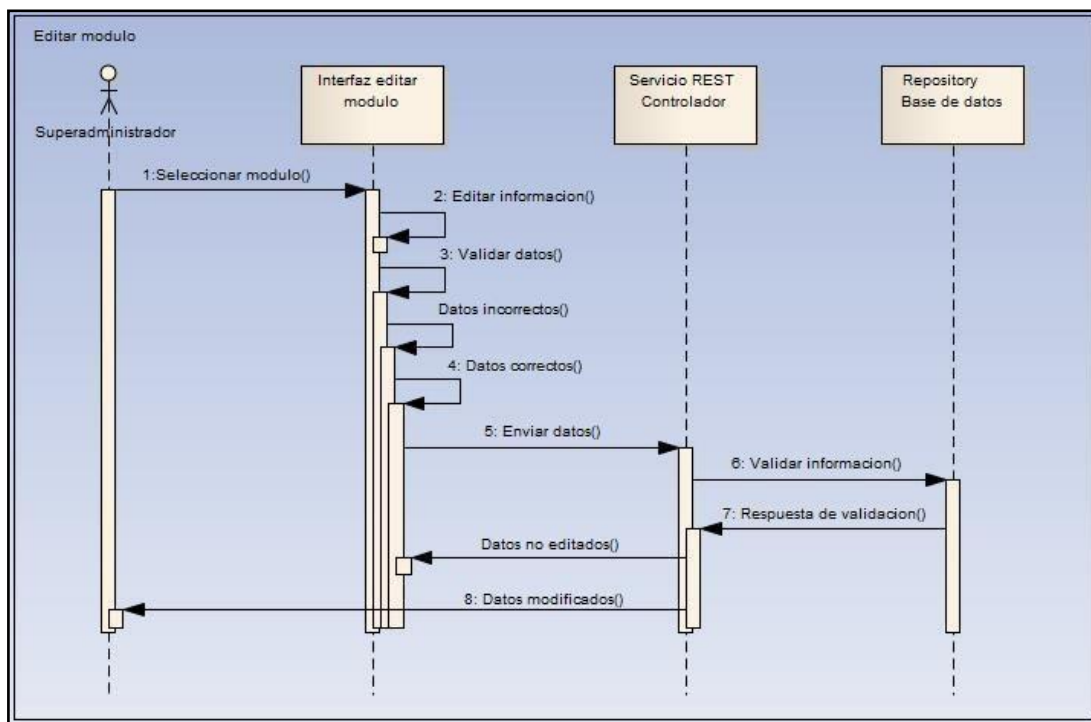 Editar modulo
Superadministrador
Interfaz editar
modulo
Servicio REST
Controlador
Repository
Base de datos
1:Seleccionar modulo()
2: Editar informacion()
3: Validar datos()
Datos incorrectos()
4: Datos correctos()
5: Enviar datos()
6: Validar informacion()
7: Respuesta de validacion()
Datos no editados()
8: Datos modificados()